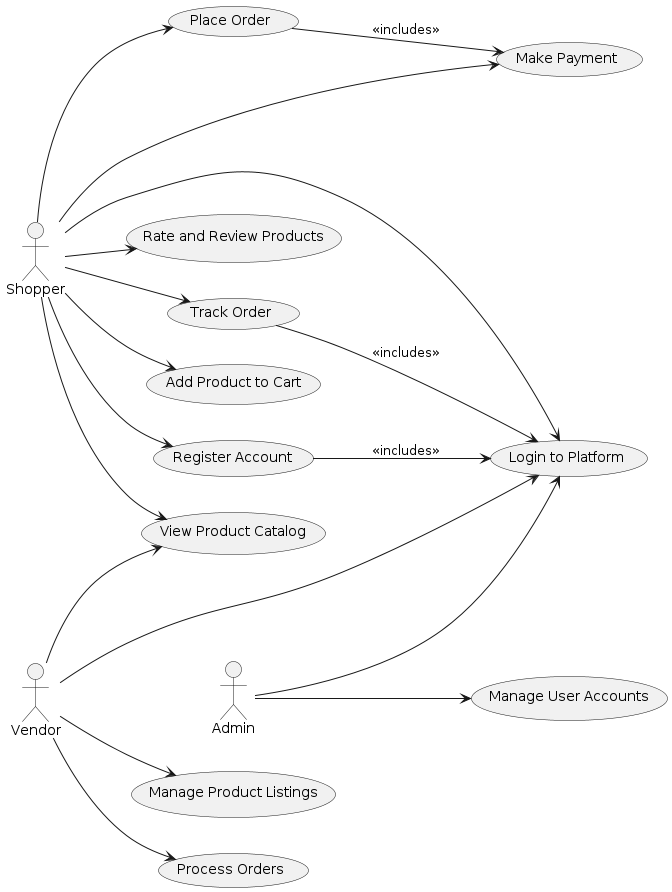 Place Order
«includes»
Make Payment
Rate and Review Products
Shopper
Track Order
«includes»
Add Product to Cart
Register Account
«includes»
Login to Platform
View Product Catalog
Manage User Accounts
Vendor
Admin
Manage Product Listings
Process Orders